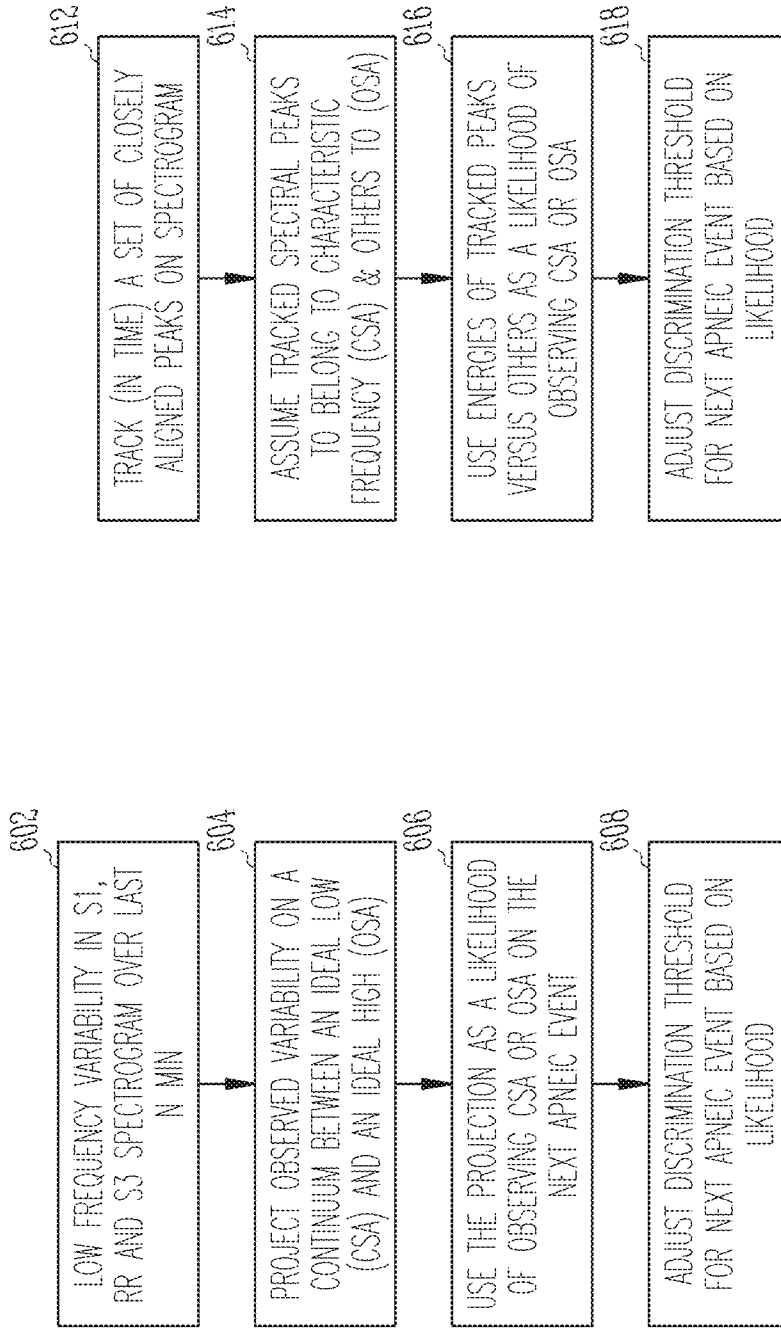 602
LOW FREQUENCY VARIABILITY IN S1,
RR AND S3 SPECTROGRAM OVER LAST
N MIN
604
PROJECT OBSERVED VARIABILITY ON A
CONTINUUM BETWEEN AN IDEAL LOW
(CSA) AND AN IDEAL HIGH (OSA)
606
USE THE PROJECTION AS A LIKELIHOOD
OF OBSERVING CSA OR OSA ON THE
NEXT APNEIC EVENT
608
ADJUST DISCRIMINATION THRESHOLD
FOR NEXT APNEIC EVENT BASED ON
LIKELIHOOD
612
TRACK (IN TIME) A SET OF CLOSELY
ALIGNED PEAKS ON SPECTROGRAM
614
ASSUME TRACKED SPECTRAL PEAKS
TO BELONG TO CHARACTERISTIC
FREQUENCY (CSA) & OTHERS TO (OSA)
616
USE ENERGIES OF TRACKED PEAKS
VERSUS OTHERS AS A LIKELIHOOD OF
OBSERVING CSA OR OSA
618
ADJUST DISCRIMINATION THRESHOLD
FOR NEXT APNEIC EVENT BASED ON
LIKELIHOOD